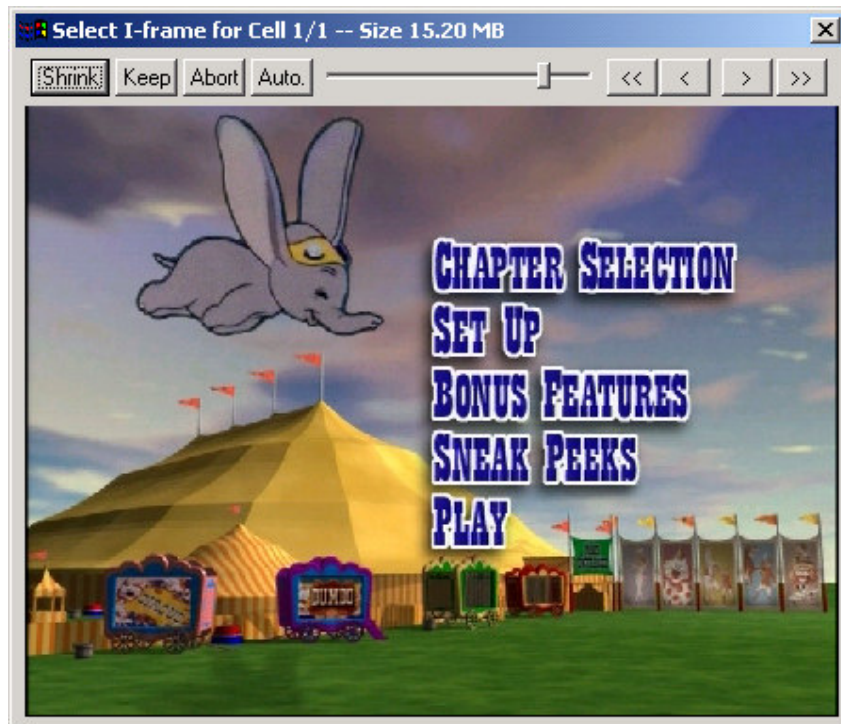 Select I-frame for Cell 1/1 -- Size 15.20 MB
Shrink Keep Abort Auto. << < > >>
CHAPTER SELECTION
SET UP
BONUS FEATURES
SNEAK PEEKS
PLAY
DUMBO